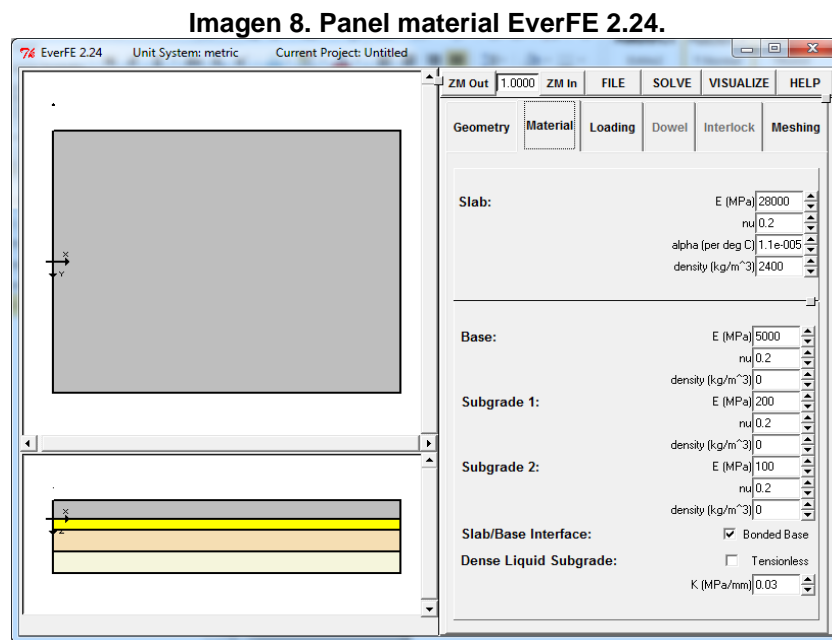 Imagen 8. Panel material EverFE 2.24.
EverFE 2.24 Unit System: metric Current Project: Untitled
ZM Out 1.0000 ZM In FILE SOLVE VISUALIZE HELP
Geometry Material Loading Dowel Interlock Meshing
Slab: E (MPa) 28000
nu 0.2
alpha (per deg C) 1.1e-005
density (kg/m^3) 2400
Base: E (MPa) 5000
nu 0.2
density (kg/m^3) 0
Subgrade 1: E (MPa) 200
nu 0.2
density (kg/m^3) 0
Subgrade 2: E (MPa) 100
nu 0.2
density (kg/m^3) 0
Slab/Base Interface: Bonded Base
Dense Liquid Subgrade: Tensionless
K (MPa/mm) 0.03
X
Y
X
Z